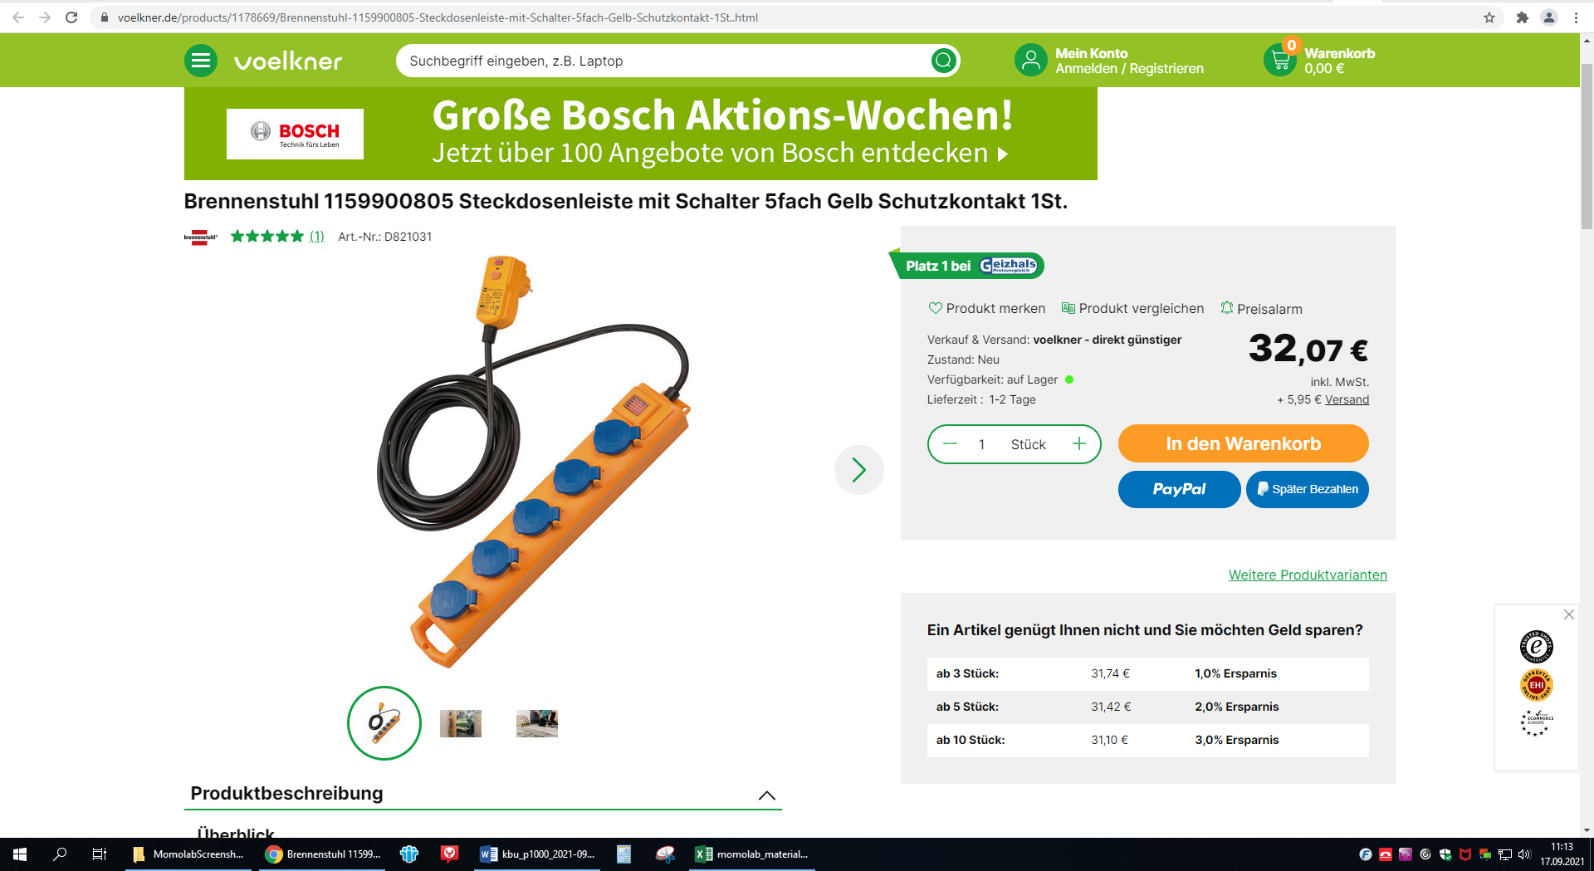 voelkner.de/products/1178669/Brennenstuhl-1159900805-Steckdosenleiste-mit-Schalter-5fach-Gelb-Schutzkontakt-1St..html
voelkner
Suchbegriff eingeben, z.B. Laptop
Mein Konto
Anmelden / Registrieren
0
Warenkorb
0,00 €
BOSCH
Technik fürs Leben
Große Bosch Aktions-Wochen!
Jetzt über 100 Angebote von Bosch entdecken
Brennenstuhl 1159900805 Steckdosenleiste mit Schalter 5fach Gelb Schutzkontakt 1St.
brennenstuhl
(1)
Art.-Nr.: D821031
Platz 1 bei Geizhals
Preisvergleich
Produkt merken
Produkt vergleichen
Preisalarm
Verkauf & Versand: voelkner - direkt günstiger
Zustand: Neu
Verfügbarkeit: auf Lager
Lieferzeit : 1-2 Tage
32,07 €
inkl. MwSt.
+ 5,95 € Versand
1 Stück
In den Warenkorb
PayPal
Später Bezahlen
Weitere Produktvarianten
Ein Artikel genügt Ihnen nicht und Sie möchten Geld sparen?
ab 3 Stück: 31,74 € 1,0% Ersparnis
ab 5 Stück: 31,42 € 2,0% Ersparnis
ab 10 Stück: 31,10 € 3,0% Ersparnis
EHI
Produktbeschreibung
Überblick
MomolabScreensh...
Brennenstuhl 11599...
kbu_p1000_2021-09...
momolab_material...
11:13
17.09.2021